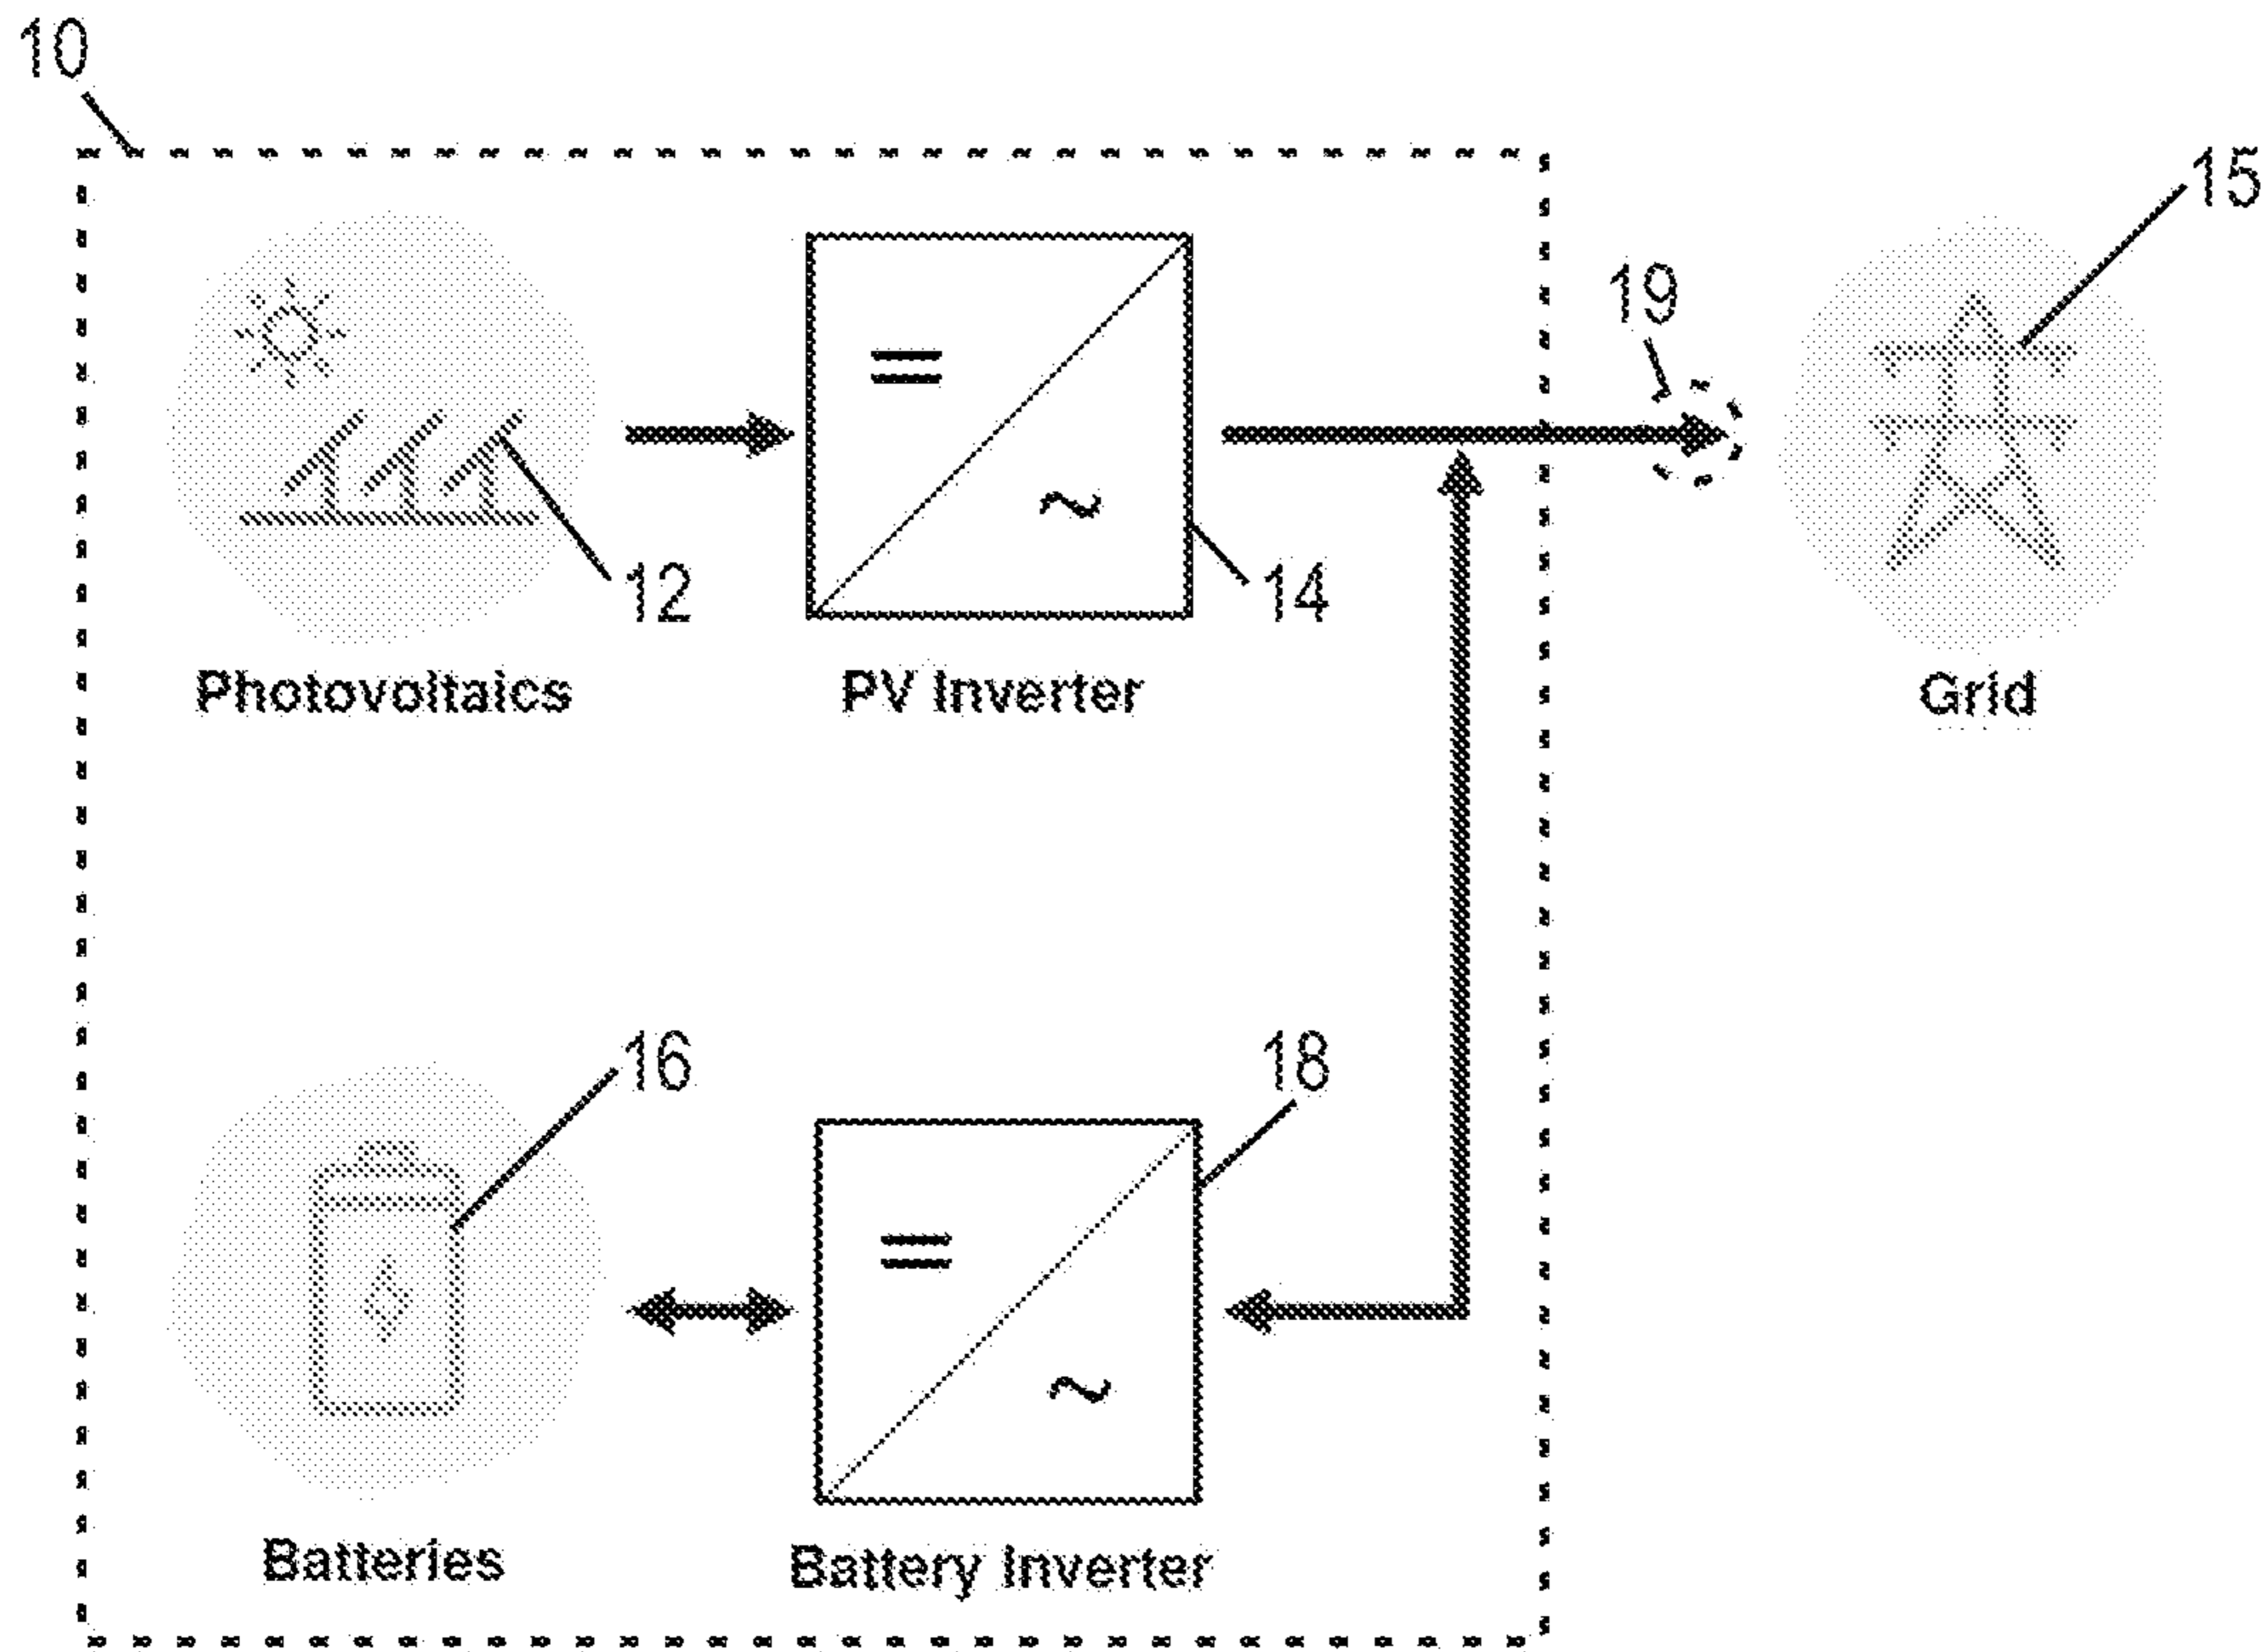 10
15
19
=
~
12
14
Photovoltaics
PV Inverter
Grid
16
18
=
~
Batteries
Battery Inverter